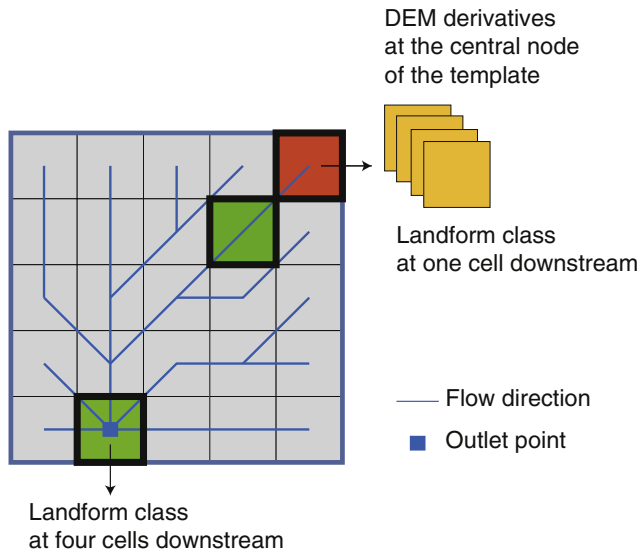 DEM derivatives
at the central node
of the template
Landform class
at one cell downstream
Flow direction
Outlet point
Landform class
at four cells downstream